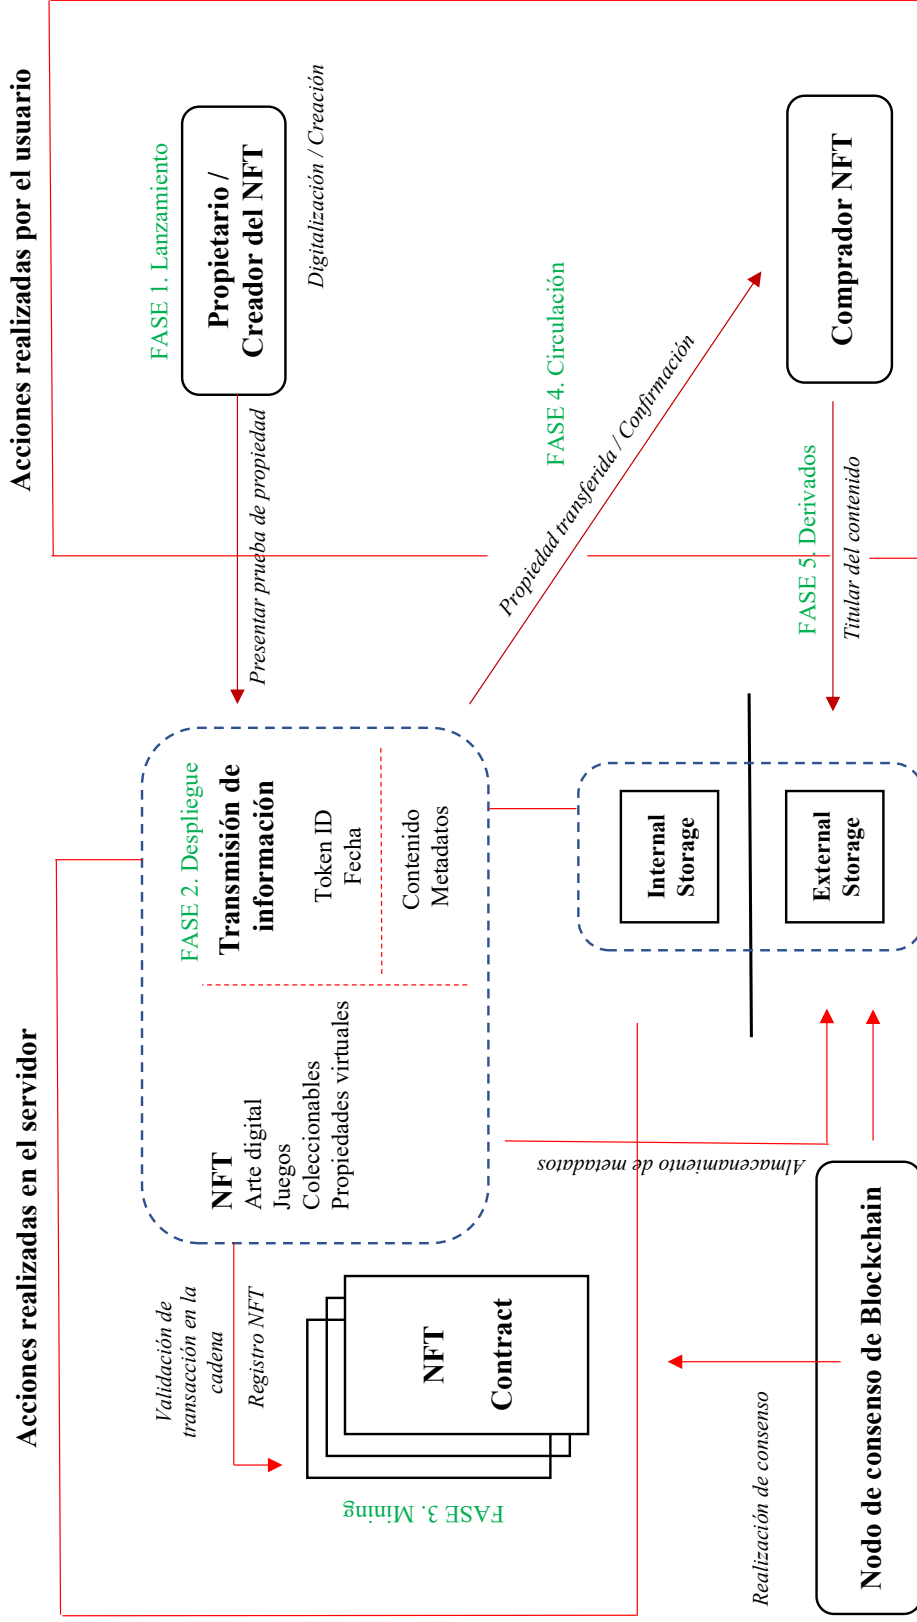 Acciones realizadas en el servidor
Acciones realizadas por el usuario
Validación de
transacción en la
cadena
Registro NFT
FASE 3. Mining
NFT
Contract
NFT
Arte digital
Juegos
Coleccionables
Propiedades virtuales
FASE 2. Despliegue
Transmisión de
información
Token ID
Fecha
Contenido
Metadatos
Presentar prueba de propiedad
FASE 1. Lanzamiento
Propietario /
Creador del NFT
Digitalización / Creación
FASE 4. Circulación
Propiedad transferida / Confirmación
Almacenamiento de metadatos
Internal
Storage
External
Storage
FASE 5. Derivados
Titular del contenido
Comprador NFT
Realización de consenso
Nodo de consenso de Blockchain